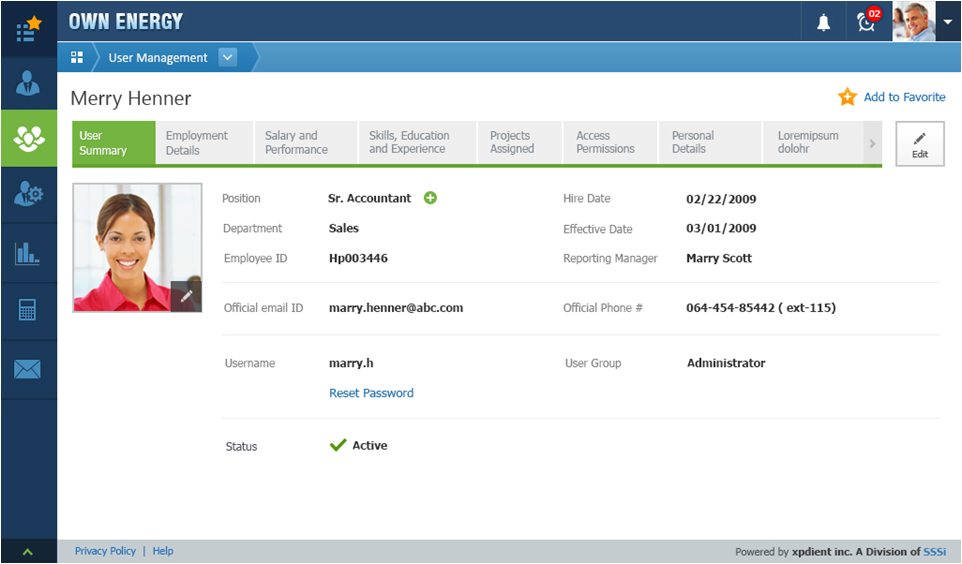 OWN ENERGY
02
User Management
Merry Henner
Add to Favorite
User
Summary
Employment
Details
Salary and
Performance
Skills, Education
and Experience
Projects
Assigned
Access
Permissions
Personal
Details
Loremipsum
dolohr
Edit
Position Sr. Accountant Hire Date 02/22/2009
Department Sales Effective Date 03/01/2009
Employee ID Hp003446 Reporting Manager Marry Scott
Official email ID marry.henner@abc.com Official Phone # 064-454-85442 ( ext-115)
Username marry.h User Group Administrator
Reset Password
Status Active
Privacy Policy | Help Powered by xpdient inc. A Division of SSSi